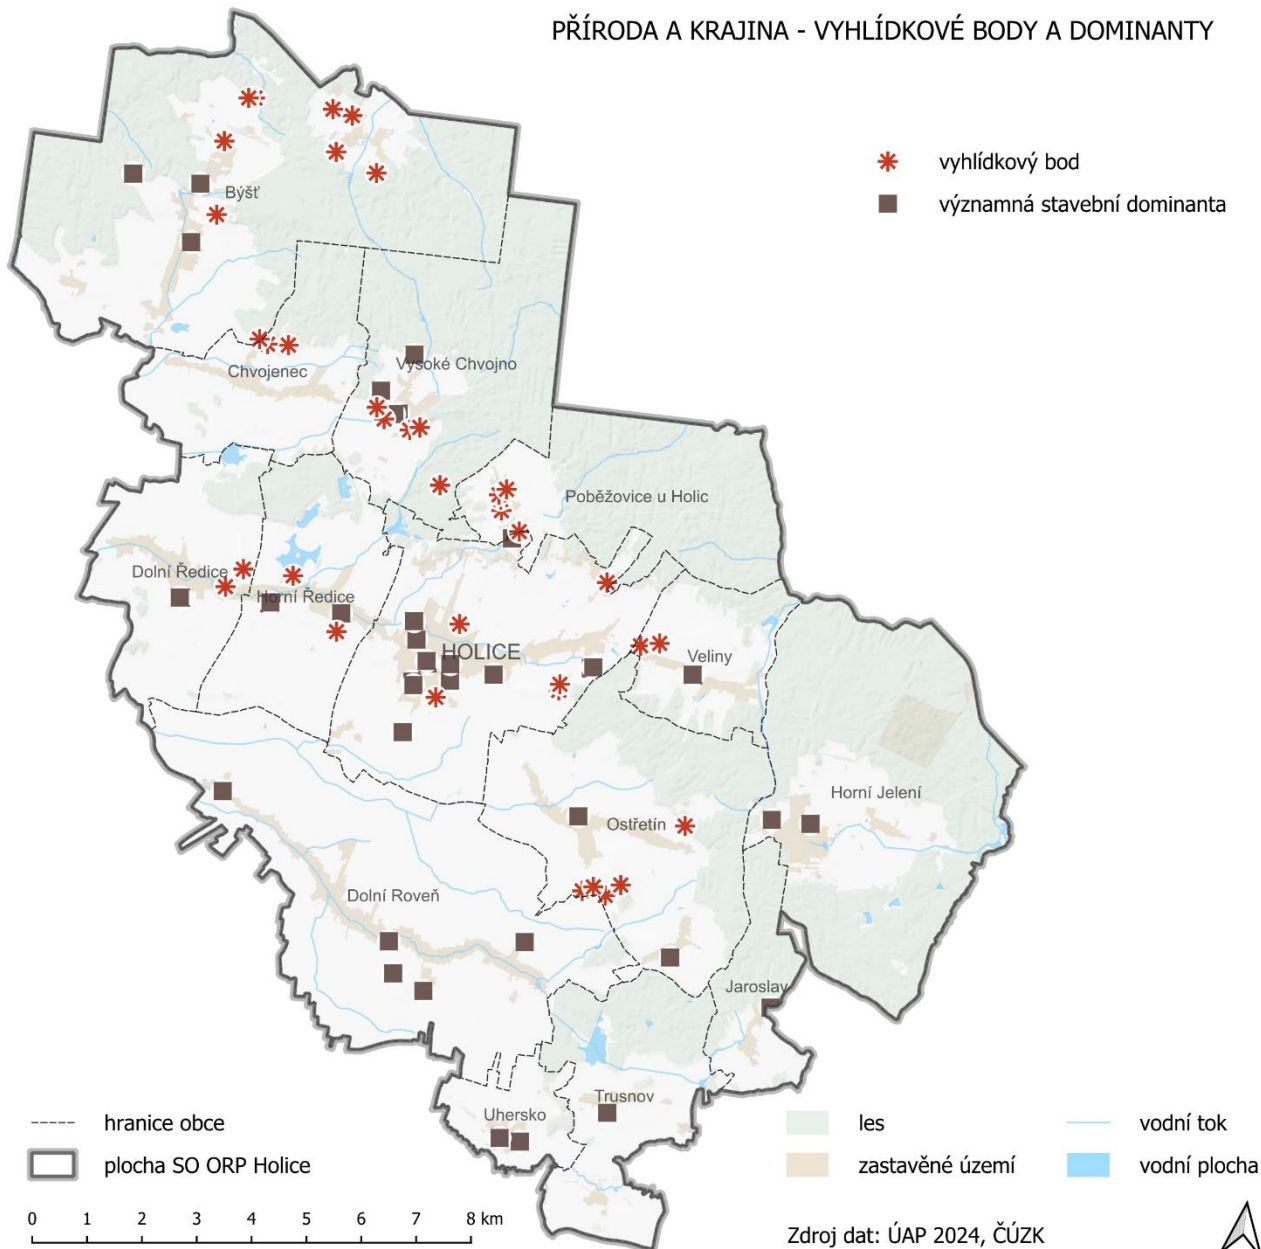 PŘÍRODA A KRAJINA - VYHLÍDKOVÉ BODY A DOMINANTY
vyhlídkový bod
významná stavební dominanta
Býšť
Chvojenec
Vysoké Chvojno
Poběžovice u Holic
Dolní Ředice
Horní Ředice
HOLICE
Veliny
Horní Jelení
Ostřetín
Dolní Roveň
Jaroslav
Trusnov
Uhersko
hranice obce
plocha SO ORP Holice
les
zastavěné území
vodní tok
vodní plocha
0 1 2 3 4 5 6 7 8 km
Zdroj dat: ÚAP 2024, ČÚZK